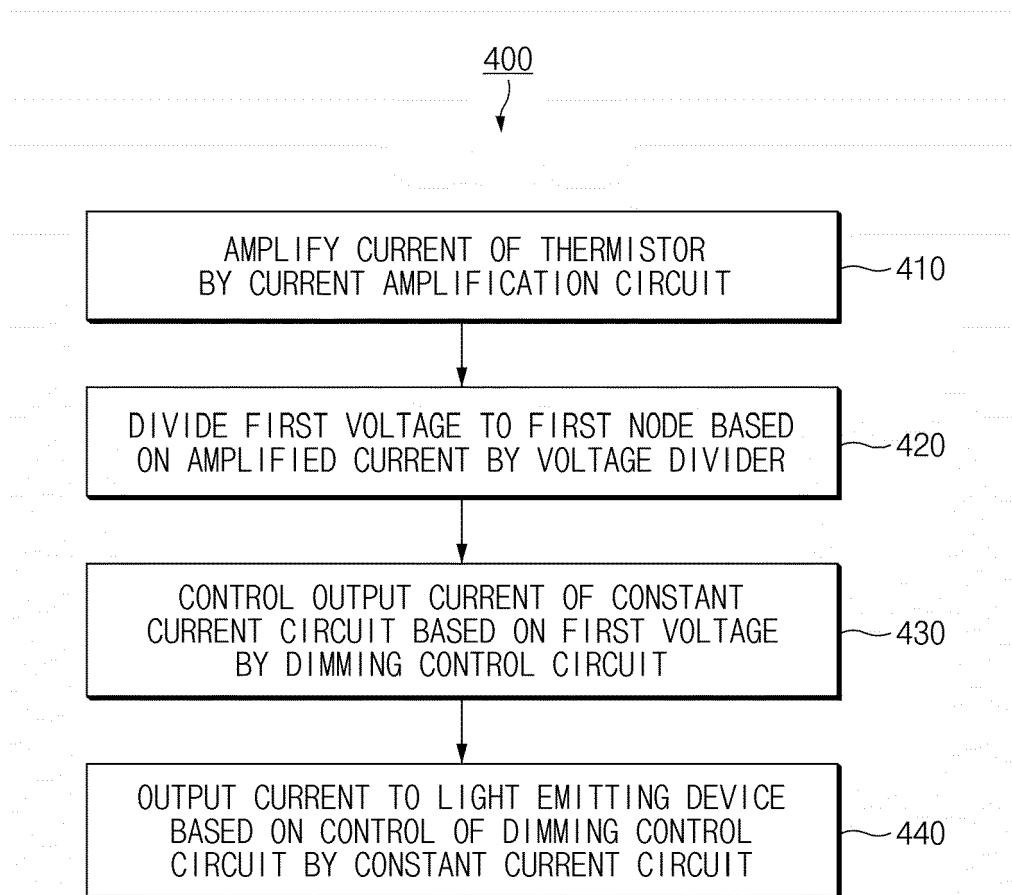 400
AMPLIFY CURRENT OF THERMISTOR
BY CURRENT AMPLIFICATION CIRCUIT
410
DIVIDE FIRST VOLTAGE TO FIRST NODE BASED
ON AMPLIFIED CURRENT BY VOLTAGE DIVIDER
420
CONTROL OUTPUT CURRENT OF CONSTANT
CURRENT CIRCUIT BASED ON FIRST VOLTAGE
BY DIMMING CONTROL CIRCUIT
430
OUTPUT CURRENT TO LIGHT EMITTING DEVICE
BASED ON CONTROL OF DIMMING CONTROL
CIRCUIT BY CONSTANT CURRENT CIRCUIT
440